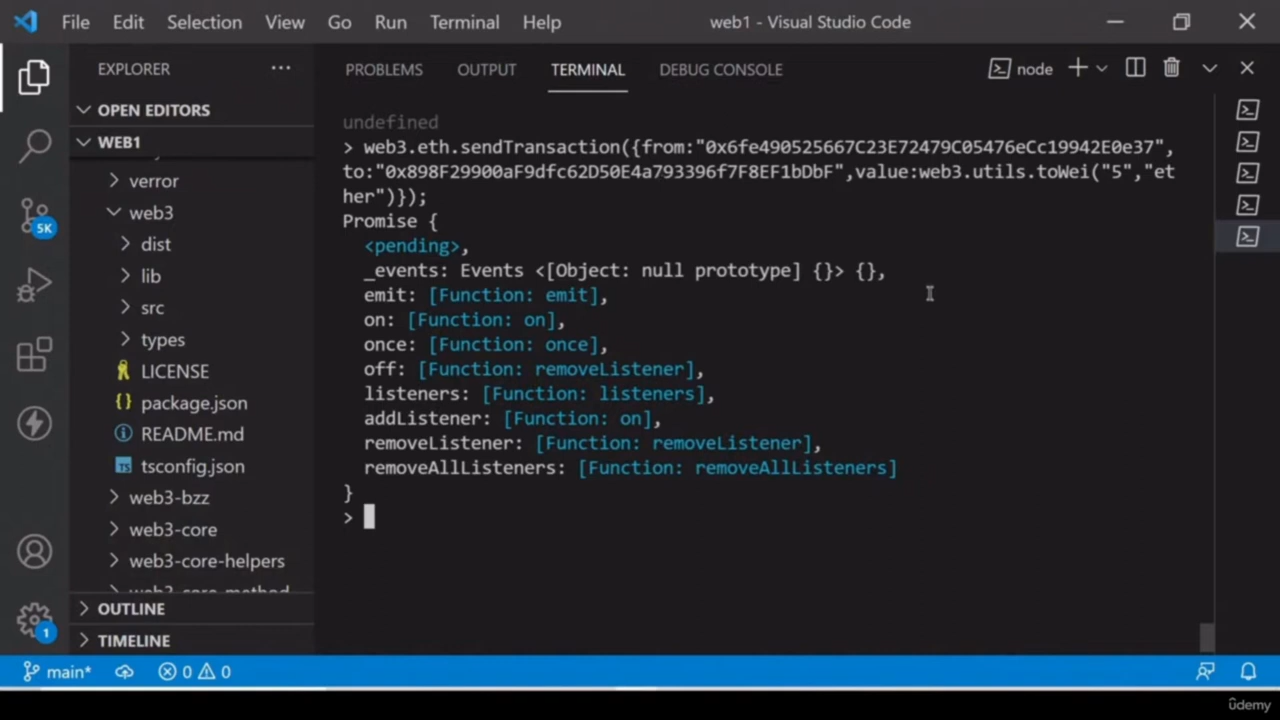 File Edit Selection View Go Run Terminal Help web1 - Visual Studio Code
EXPLORER
OPEN EDITORS
WEB1
verror
web3
dist
lib
src
types
LICENSE
package.json
README.md
tsconfig.json
web3-bzz
web3-core
web3-core-helpers
web3-core-method
OUTLINE
TIMELINE
5K
1
PROBLEMS OUTPUT TERMINAL DEBUG CONSOLE node
undefined
> web3.eth.sendTransaction({from:"0x6fe490525667C23E72479C05476eCc19942E0e37",
to:"0x898F29900aF9dfc62D50E4a793396f7F8EF1bDbF",value:web3.utils.toWei("5","et
her")});
Promise {
<pending>,
_events: Events <[Object: null prototype] {}> {},
emit: [Function: emit],
on: [Function: on],
once: [Function: once],
off: [Function: removeListener],
listeners: [Function: listeners],
addListener: [Function: on],
removeListener: [Function: removeListener],
removeAllListeners: [Function: removeAllListeners]
}
>
main* 0 0
ûdemy